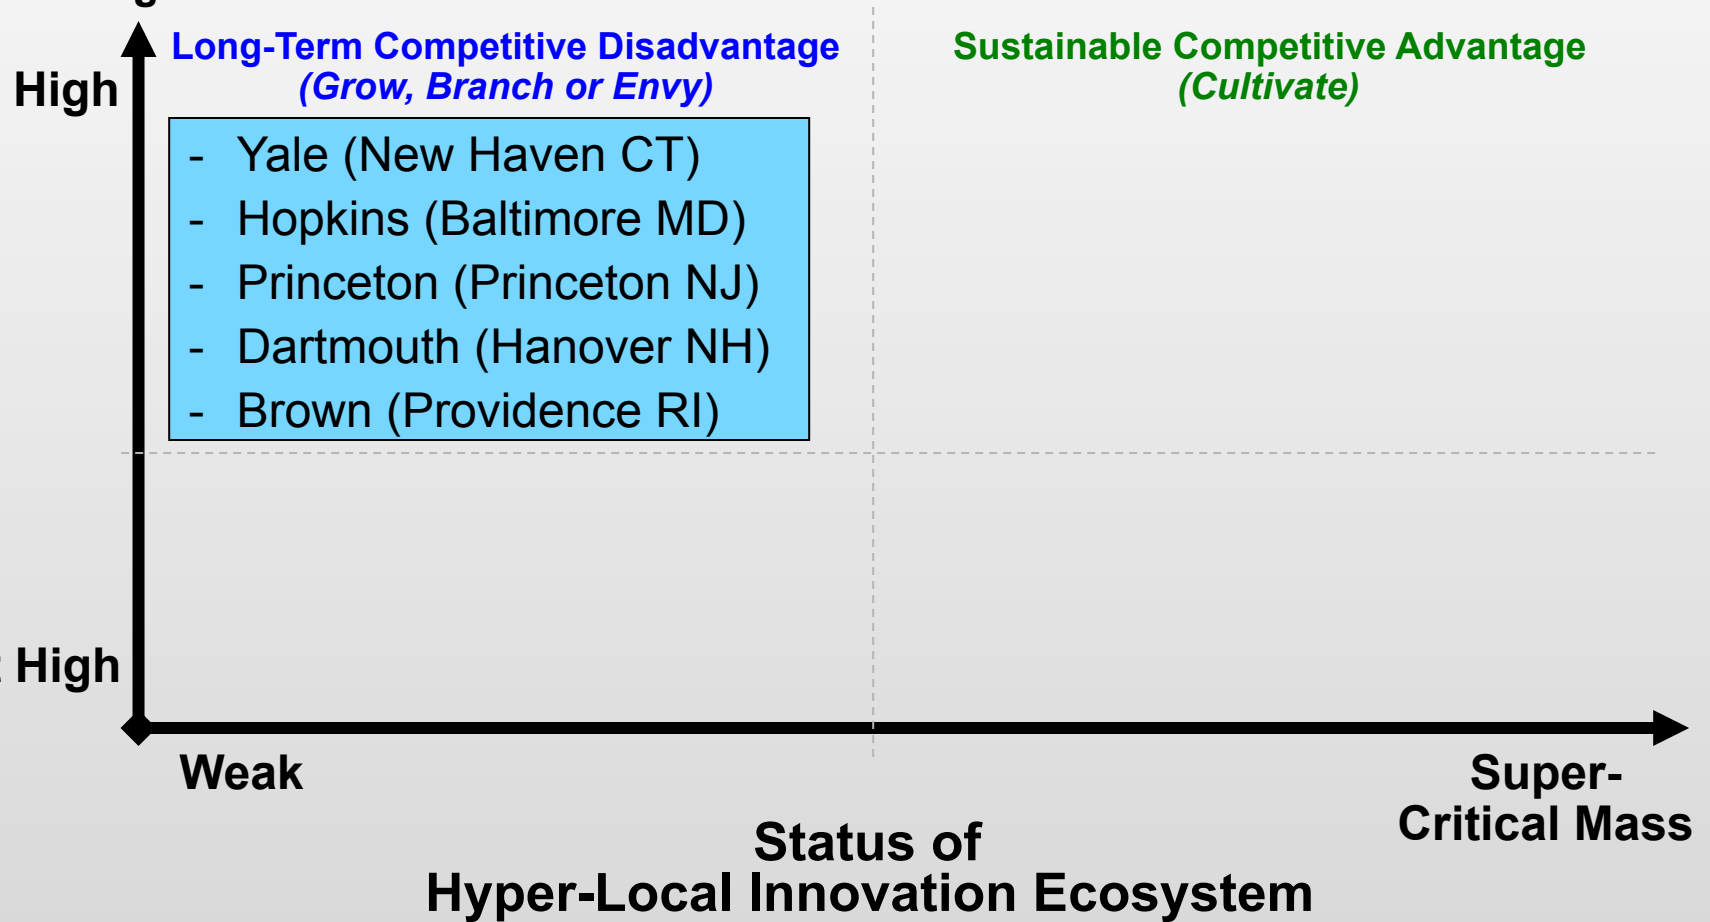 High
Long-Term Competitive Disadvantage
(Grow, Branch or Envy)
Sustainable Competitive Advantage
(Cultivate)
- Yale (New Haven CT)
- Hopkins (Baltimore MD)
- Princeton (Princeton NJ)
- Dartmouth (Hanover NH)
- Brown (Providence RI)
High
Weak
Super-
Critical Mass
Status of
Hyper-Local Innovation Ecosystem